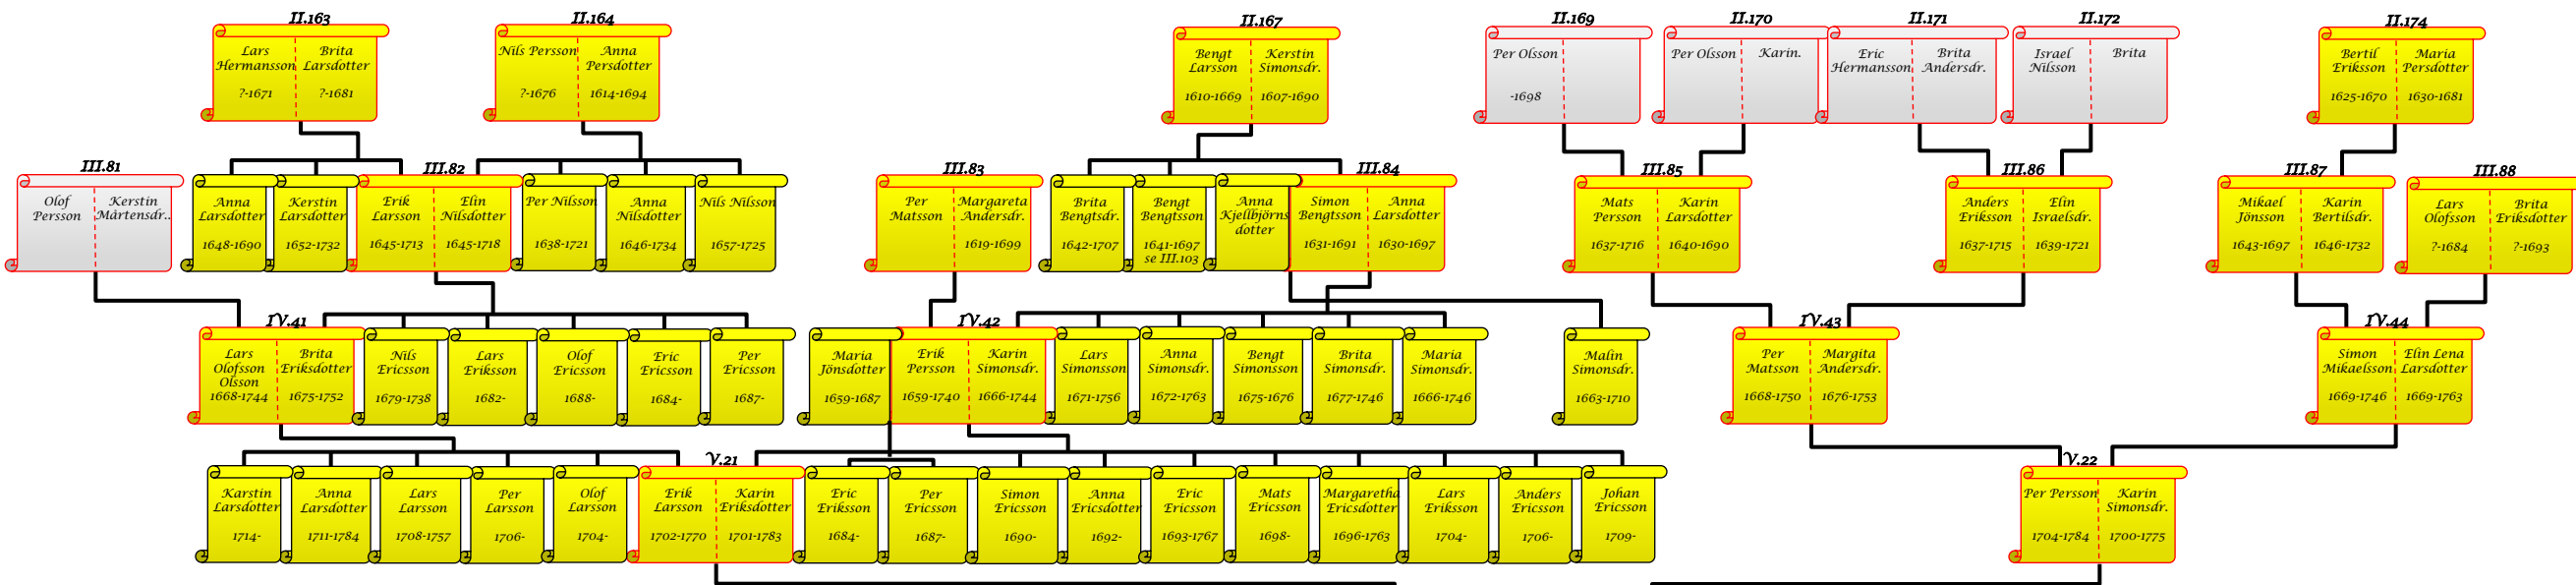 II.163
Lars Hermansson
?-1671
Brita Larsdotter
?-1681
II.164
Nils Persson
?-1676
Anna Persdotter
1614-1694
II.167
Bengt Larsson
1610-1669
Kerstin Simonsdr.
1607-1690
II.169
Per Olsson
-1698
II.170
Per Olsson
Karin.
II.171
Eric Hermansson
Brita Andersdr.
II.172
Israel Nilsson
Brita
II.174
Bertil Eriksson
1625-1670
Maria Persdotter
1630-1681
III.81
Olof Persson
Kerstin Mårtensdr..
Anna Larsdotter
1648-1690
Kerstin Larsdotter
1652-1732
III.82
Erik Larsson
1645-1713
Elin Nilsdotter
1645-1718
Per Nilsson
1638-1721
Anna Nilsdotter
1646-1734
Nils Nilsson
1657-1725
III.83
Per Matsson
Margareta Andersdr.
1619-1699
Brita Bengtsdr.
1642-1707
Bengt Bengtsson
1641-1697
se III.103
Anna Kjellbjörns dotter
III.84
Simon Bengtsson
1631-1691
Anna Larsdotter
1630-1697
III.85
Mats Persson
1637-1716
Karin Larsdotter
1640-1690
III.86
Anders Eriksson
1637-1715
Elin Israelsdr.
1639-1721
III.87
Mikael Jönsson
1643-1697
Karin Bertilsdr.
1646-1732
III.88
Lars Olofsson
?-1684
Brita Eriksdotter
?-1693
IV.41
Lars Olofsson Olsson
1668-1744
Brita Eriksdotter
1675-1752
Nils Ericsson
1679-1738
Lars Eriksson
1682-
Olof Ericsson
1688-
Eric Ericsson
1684-
Per Ericsson
1687-
Maria Jönsdotter
1659-1687
IV.42
Erik Persson
1659-1740
Karin Simonsdr.
1666-1744
Lars Simonsson
1671-1756
Anna Simonsdr.
1672-1763
Bengt Simonsson
1675-1676
Brita Simonsdr.
1677-1746
Maria Simonsdr.
1666-1746
Malin Simonsdr.
1663-1710
IV.43
Per Matsson
1668-1750
Margita Andersdr.
1676-1753
IV.44
Simon Mikaelsson
1669-1746
Elin Lena Larsdotter
1669-1763
Karstin Larsdotter
1714-
Anna Larsdotter
1711-1784
Lars Larsson
1708-1757
Per Larsson
1706-
Olof Larsson
1704-
V.21
Erik Larsson
1702-1770
Karin Eriksdotter
1701-1783
Eric Eriksson
1684-
Per Ericsson
1687-
Simon Ericsson
1690-
Anna Ericsdotter
1692-
Eric Ericsson
1693-1767
Mats Ericsson
1698-
Margaretha Ericsdotter
1696-1763
Lars Eriksson
1704-
Anders Ericsson
1706-
Johan Ericsson
1709-
V.22
Per Persson
1704-1784
Karin Simonsdr.
1700-1775